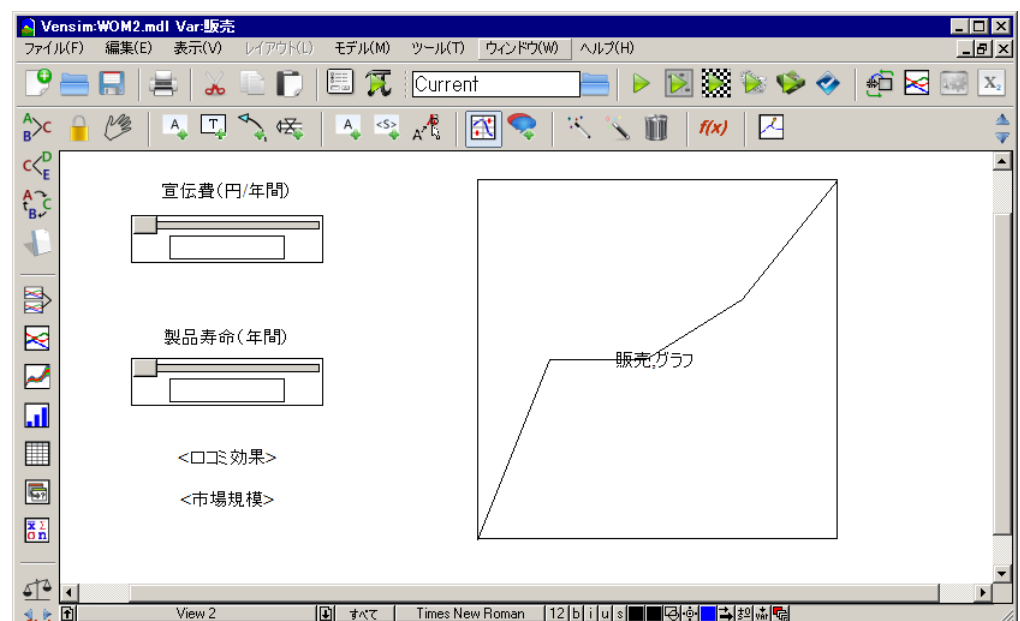 Vensim:WOM2.mdl Var:販売
ファイル(F) 編集(E) 表示(V) レイアウト(L) モデル(M) ツール(T) ウィンドウ(W) ヘルプ(H)
Current
f(x)
宣伝費(円/年間)
製品寿命(年間)
<口コミ効果>
<市場規模>
販売グラフ
View 2 すべて Times New Roman 12 b i u s